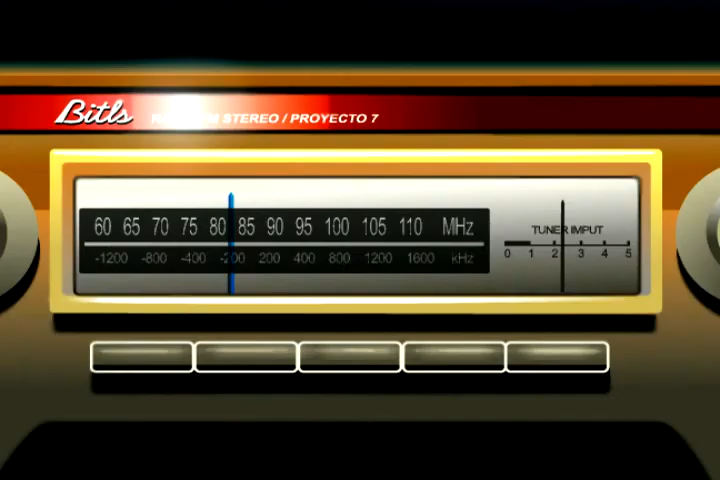 Bitls
STEREO / PROYECTO 7
60 65 70 75 80 85 90 95 100 105 110 MHz
-1200 -800 -400 -200 200 400 800 1200 1600 kHz
TUNER IMPUT
0 1 2 3 4 5